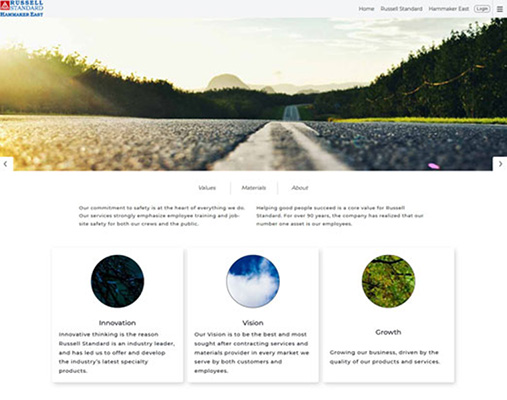 RUSSELL
STANDARD
HAMMAKER EAST
Home Russell Standard Hammaker East Login
Values Materials About
Our commitment to safety is at the heart of everything we do.
Our services strongly emphasize employee training and job-
site safety for both our crews and the public.
Helping good people succeed is a core value for Russell
Standard. For over 90 years, the company has realized that our
number one asset is our employees.
Innovation
Innovative thinking is the reason
Russell Standard is an industry leader,
and has led us to offer and develop
the industry's latest specialty
products.
Vision
Our Vision is to be the best and most
sought after contracting services and
materials provider in every market we
serve by both customers and
employees.
Growth
Growing our business, driven by the
quality of our products and services.